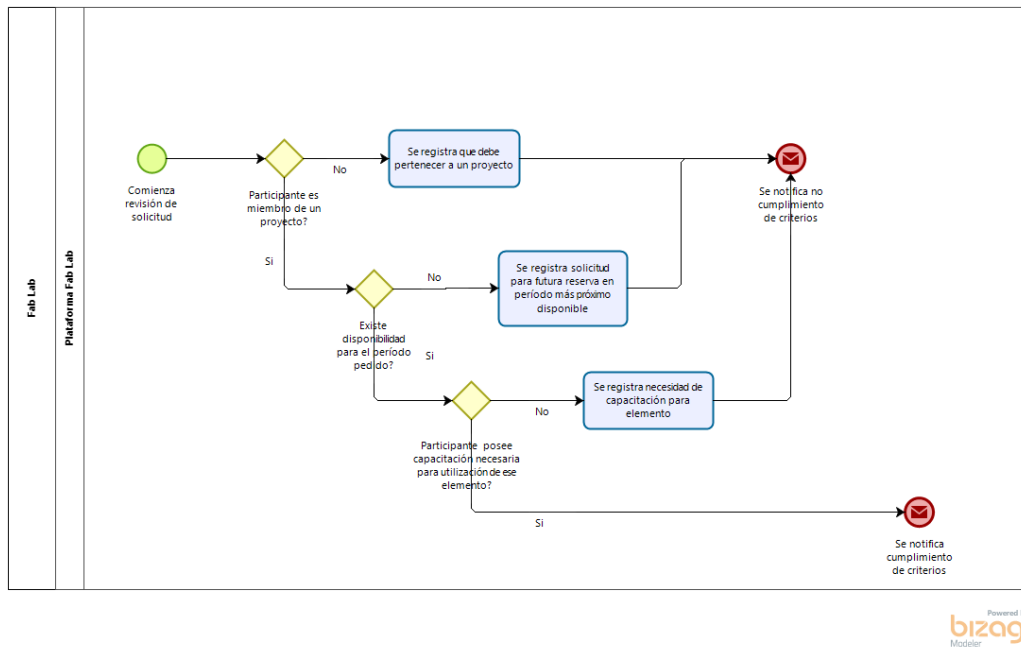 Fab Lab
Plataforma Fab Lab
Comienza
revisión de
solicitud
Participante es
miembro de un
proyecto?
No
Se registra que debe
pertenecer a un proyecto
Se notifica no
cumplimiento
de criterios
Si
Existe
disponibilidad
para el período
pedido?
No
Se registra solicitud
para futura reserva en
período más próximo
disponible
Si
Participante posee
capacitación necesaria
para utilización de ese
elemento?
No
Se registra necesidad de
capacitación para
elemento
Si
Se notifica
cumplimiento
de criterios
Powered
bizag
Modeler